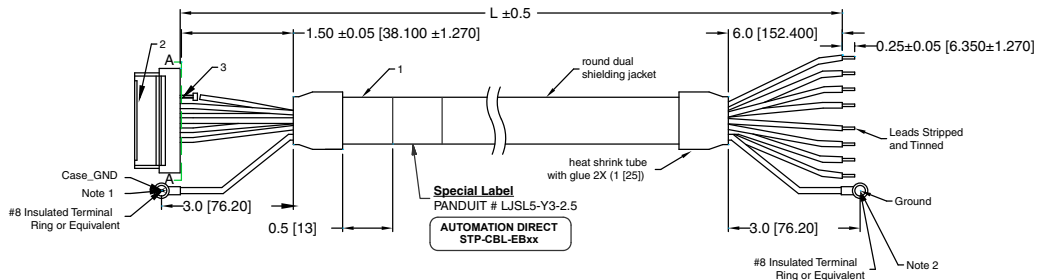 L ±0.5
1.50 ±0.05 [38.100 ±1.270]
6.0 [152.400]
0.25±0.05 [6.350±1.270]
2
A
3
1
round dual
shielding jacket
Leads Stripped
and Tinned
heat shrink tube
with glue 2X (1 [25])
Case_GND
A
Note 1
#8 Insulated Terminal
Ring or Equivalent
3.0 [76.20]
0.5 [13]
Special Label
PANDUIT # LJSL5-Y3-2.5
AUTOMATION DIRECT
STP-CBL-EBxx
Ground
3.0 [76.20]
Note 2
#8 Insulated Terminal
Ring or Equivalent